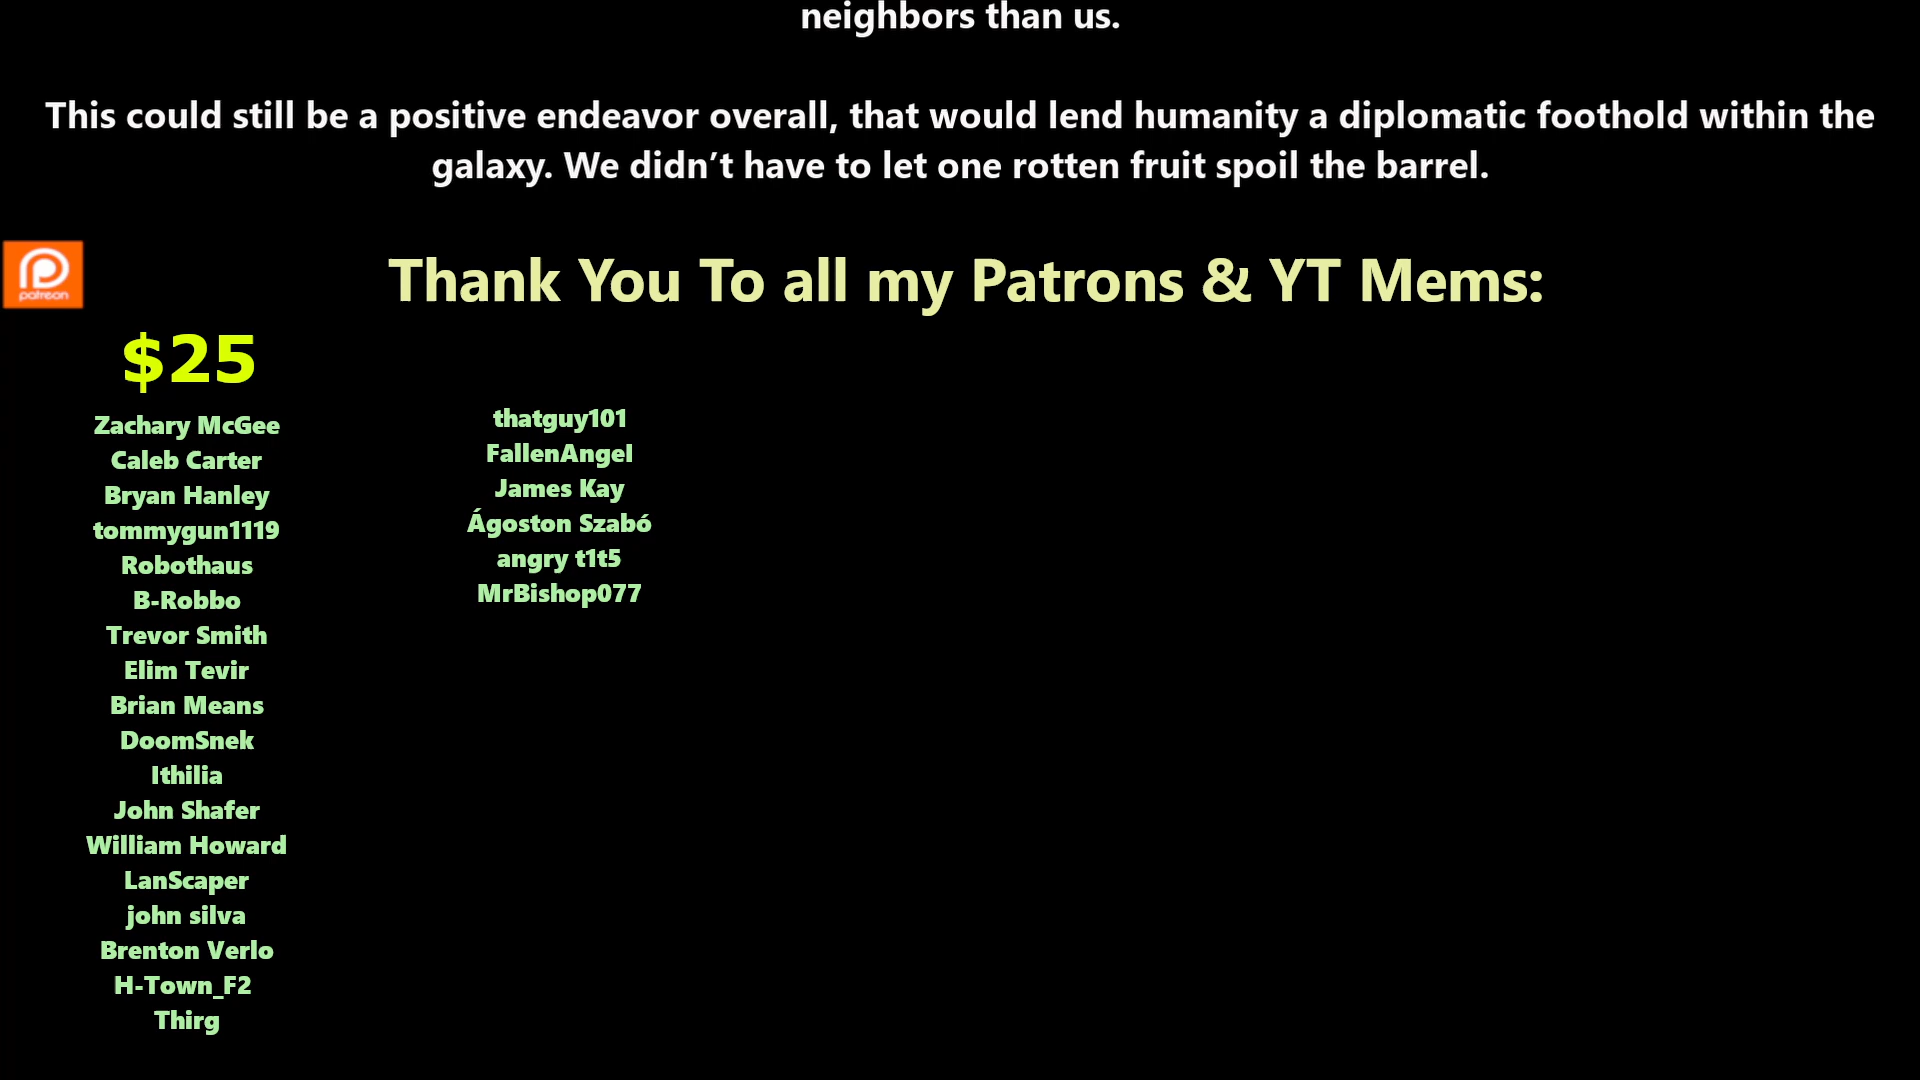 neighbors than us.
This could still be a positive endeavor overall, that would lend humanity a diplomatic foothold within the
galaxy. We didn’t have to let one rotten fruit spoil the barrel.
patreon
Thank You To all my Patrons & YT Mems:
$25
Zachary McGee
Caleb Carter
Bryan Hanley
tommygun1119
Robothaus
B-Robbo
Trevor Smith
Elim Tevir
Brian Means
DoomSnek
Ithilia
John Shafer
William Howard
LanScaper
john silva
Brenton Verlo
H-Town_F2
Thirg
thatguy101
FallenAngel
James Kay
Ágoston Szabó
angry t1t5
MrBishop077